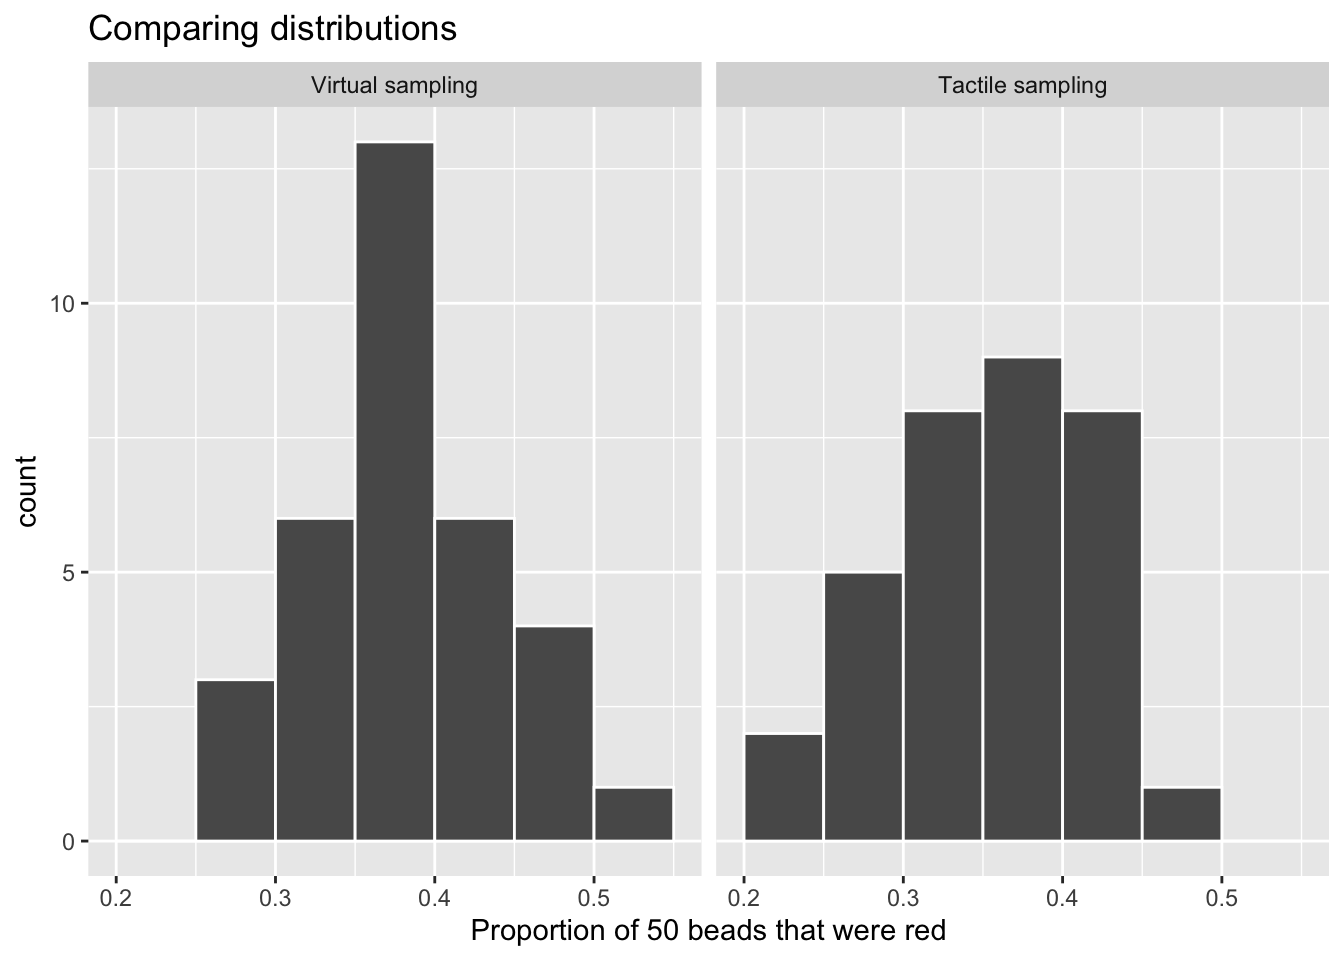 Comparing distributions
Virtual sampling
Tactile sampling
10
5
0
count
0.2 0.3 0.4 0.5
0.2 0.3 0.4 0.5
Proportion of 50 beads that were red